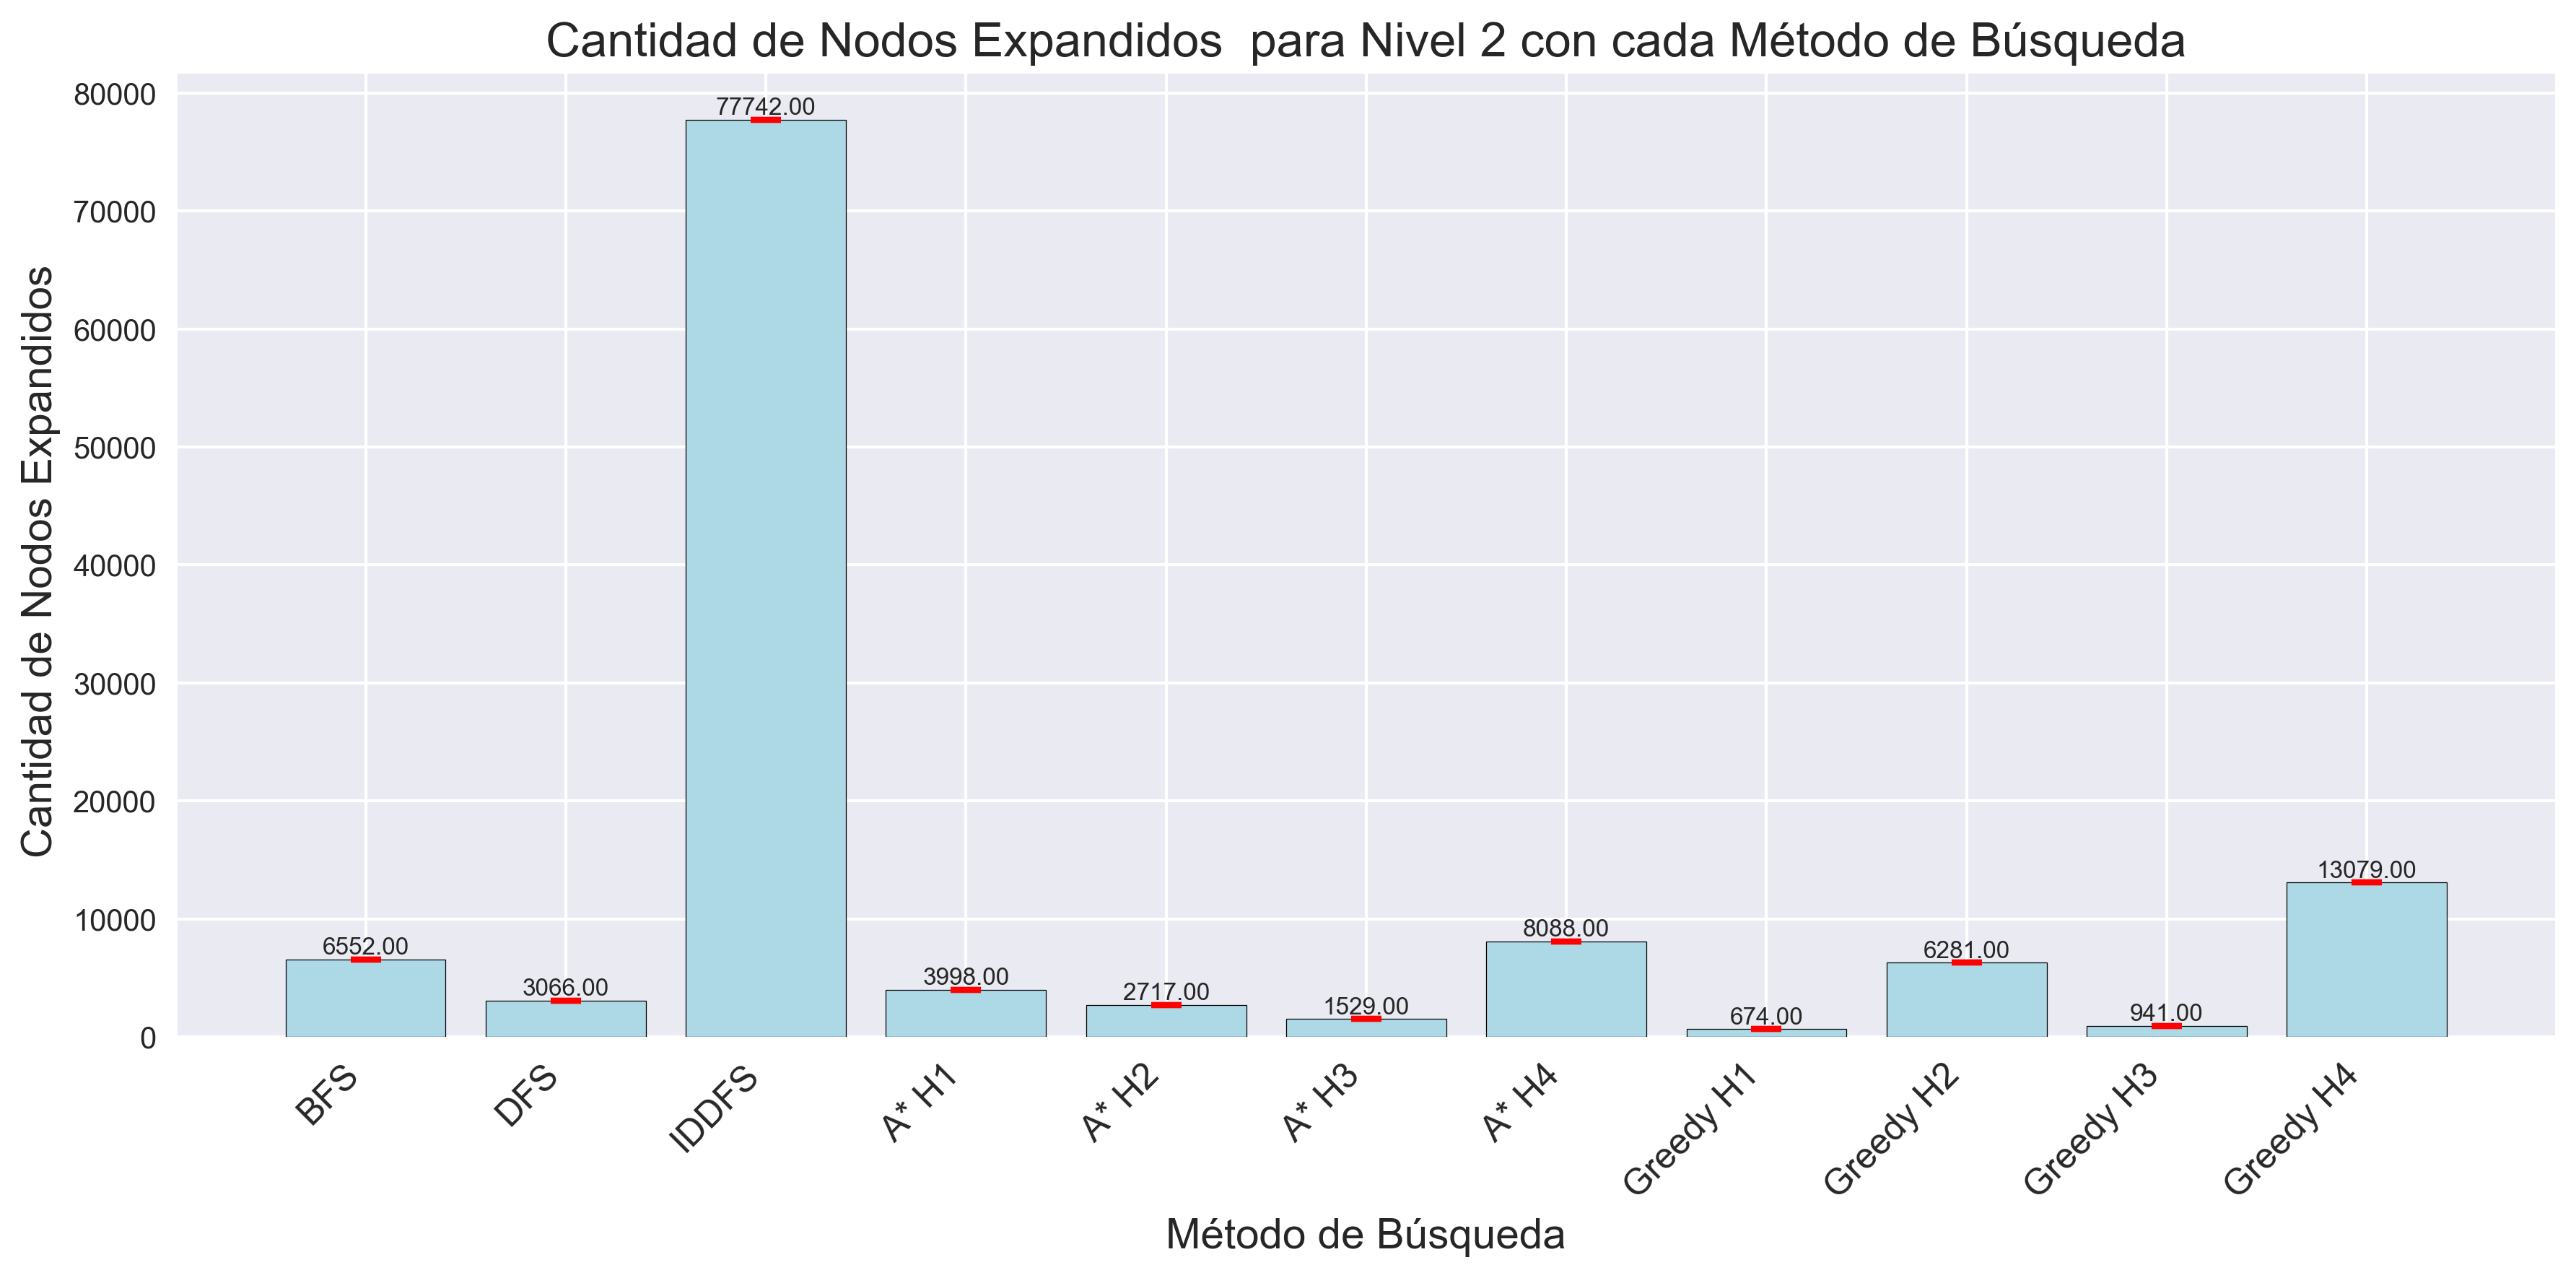 Cantidad de Nodos Expandidos  para Nivel 2 con cada Método de Búsqueda
Cantidad de Nodos Expandidos
80000
70000
60000
50000
40000
30000
20000
10000
0
6552.00
3066.00
77742.00
3998.00
2717.00
1529.00
8088.00
674.00
6281.00
941.00
13079.00
BFS
DFS
IDDFS
A* H1
A* H2
A* H3
A* H4
Greedy H1
Greedy H2
Greedy H3
Greedy H4
Método de Búsqueda